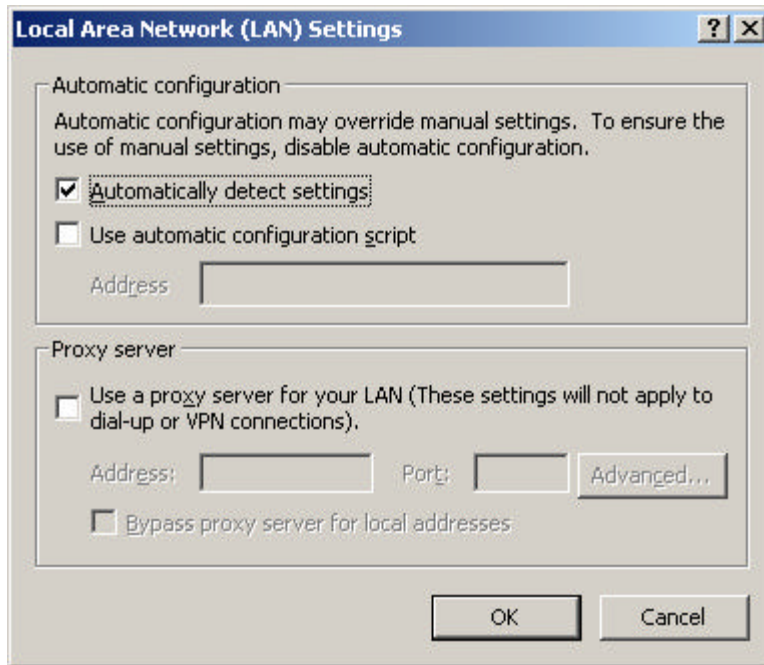 Local Area Network (LAN) Settings
Automatic configuration
Automatic configuration may override manual settings. To ensure the
use of manual settings, disable automatic configuration.
Automatically detect settings
Use automatic configuration script
Address
Proxy server
Use a proxy server for your LAN (These settings will not apply to
dial-up or VPN connections).
Address: Port: Advanced...
Bypass proxy server for local addresses
OK Cancel